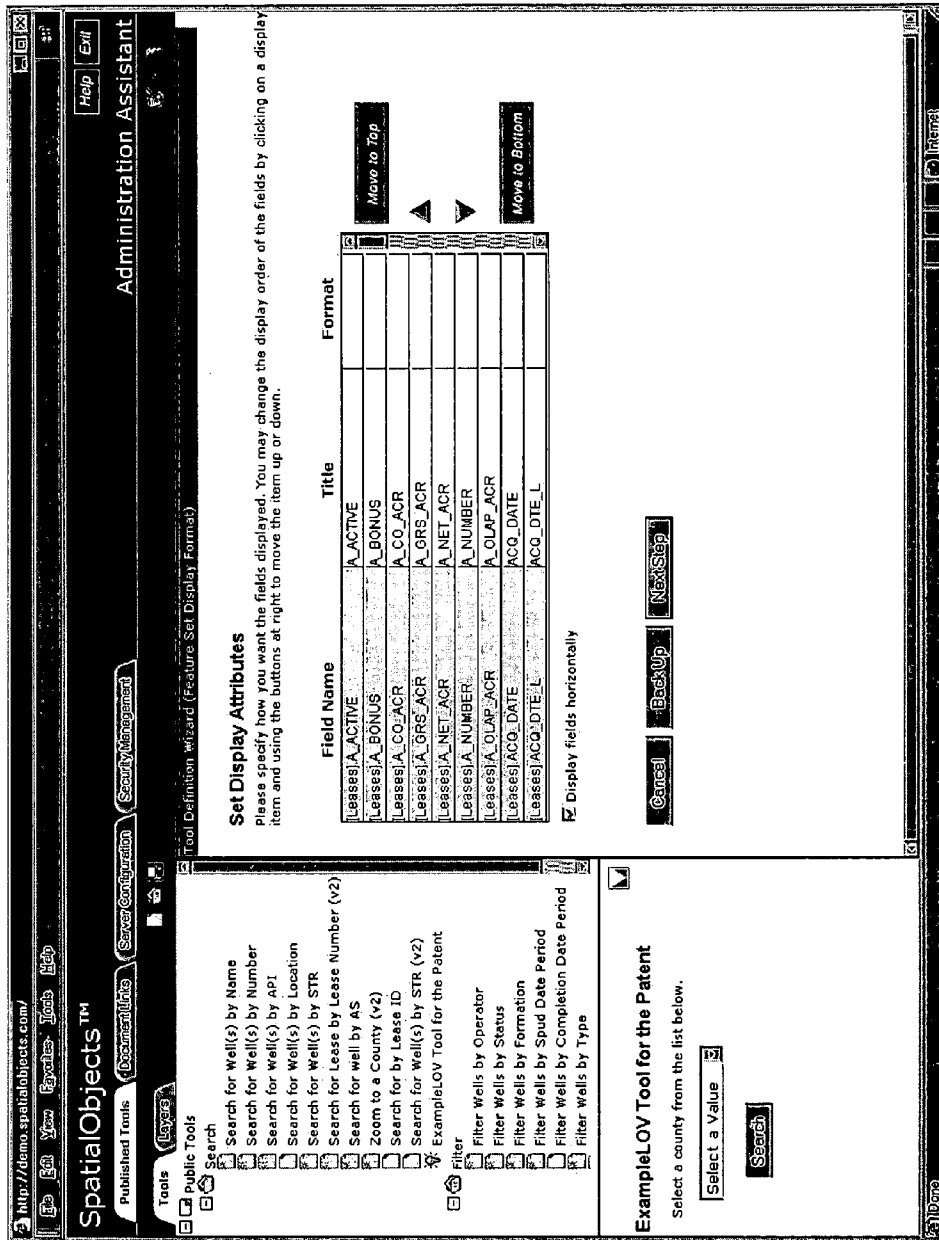 http://demo.spatialobjects.com/
File Edit View Favorites Tools Help
SpatialObjects™
Help Exit
Published Tools Document Links Server Configuration Security Management
Administration Assistant
Tools Layers
Public Tools
Search
Search for Well(s) by Name
Search for Well(s) by Number
Search for Well(s) by API
Search for Well(s) by Location
Search for Well(s) by STR
Search for Lease by Lease Number (v2)
Search for well by AS
Zoom to a County (v2)
Search for by Lease ID
Search for Well(s) by STR (v2)
ExampleLOV Tool for the Patent
Filter
Filter Wells by Operator
Filter Wells by Status
Filter Wells by Formation
Filter Wells by Spud Date Period
Filter Wells by Completion Date Period
Filter Wells by Type
ExampleLOV Tool for the Patent
Select a county from the list below.
Select a Value
Search
Tool Definition Wizard (Feature Set Display Format)
Set Display Attributes
Please specify how you want the fields displayed. You may change the display order of the fields by clicking on a display
item and using the buttons at right to move the item up or down.
Field Name Title Format
[Leases].A_ACTIVE A_ACTIVE
[Leases].A_BONUS A_BONUS
[Leases].A_CO_ACR A_CO_ACR
[Leases].A_GRS_ACR A_GRS_ACR
[Leases].A_NET_ACR A_NET_ACR
[Leases].A_NUMBER A_NUMBER
[Leases].A_OLAP_ACR A_OLAP_ACR
[Leases].ACQ_DATE ACQ_DATE
[Leases].ACQ_DTE_L ACQ_DTE_L
Move to Top
Move to Bottom
Display fields horizontally
Cancel Back Up Next Step
Done
Internet